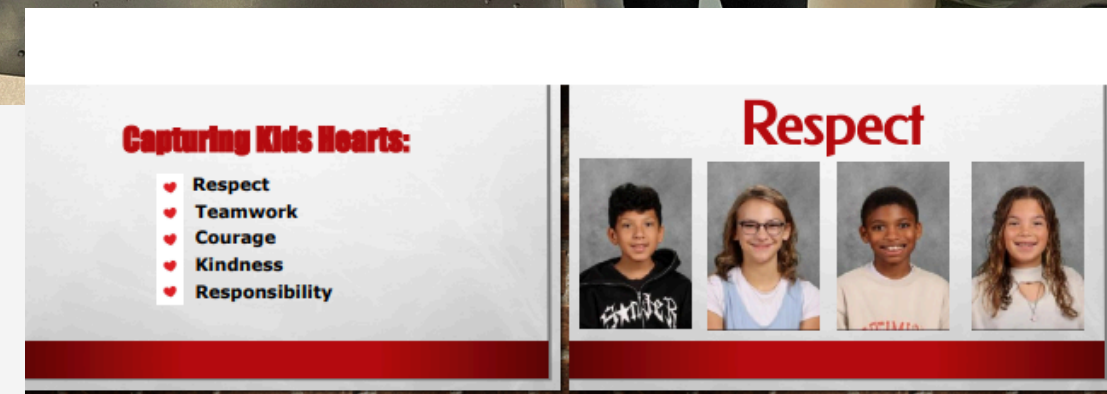 Capturing Kids Hearts:
Respect
Teamwork
Courage
Kindness
Responsibility
Respect